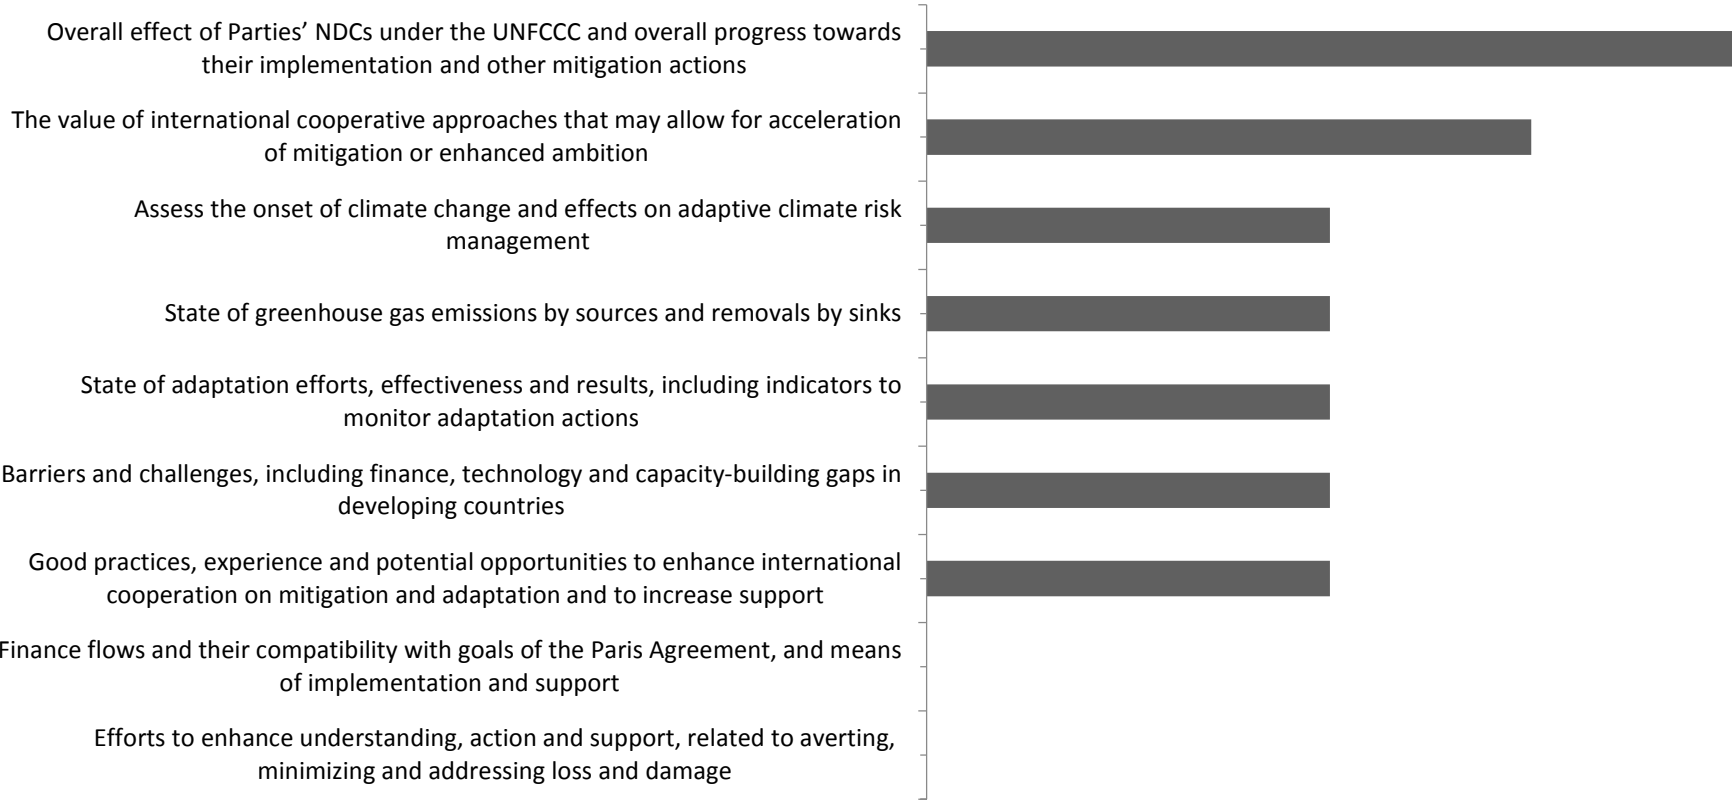 Overall effect of Parties’ NDCs under the UNFCCC and overall progress towards
their implementation and other mitigation actions
The value of international cooperative approaches that may allow for acceleration
of mitigation or enhanced ambition
Assess the onset of climate change and effects on adaptive climate risk
management
State of greenhouse gas emissions by sources and removals by sinks
State of adaptation efforts, effectiveness and results, including indicators to
monitor adaptation actions
Barriers and challenges, including finance, technology and capacity-building gaps in
developing countries
Good practices, experience and potential opportunities to enhance international
cooperation on mitigation and adaptation and to increase support
Finance flows and their compatibility with goals of the Paris Agreement, and means
of implementation and support
Efforts to enhance understanding, action and support, related to averting,
minimizing and addressing loss and damage